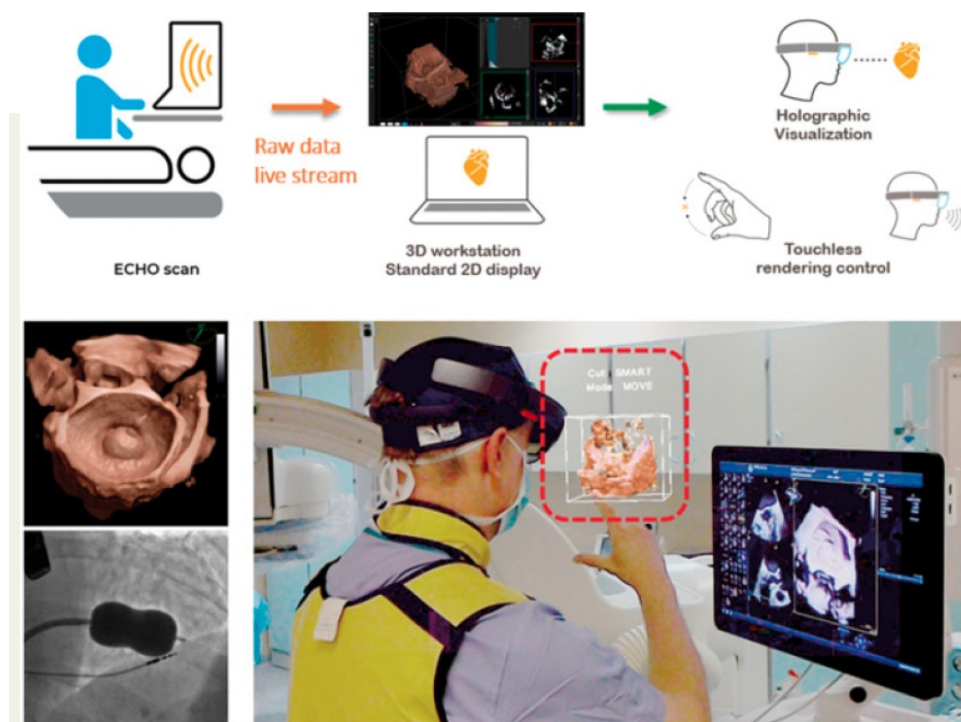 Raw data
live stream
ECHO scan
3D workstation
Standard 2D display
Holographic
Visualization
Touchless
rendering control
Cut: SMART
Mode: MOVE